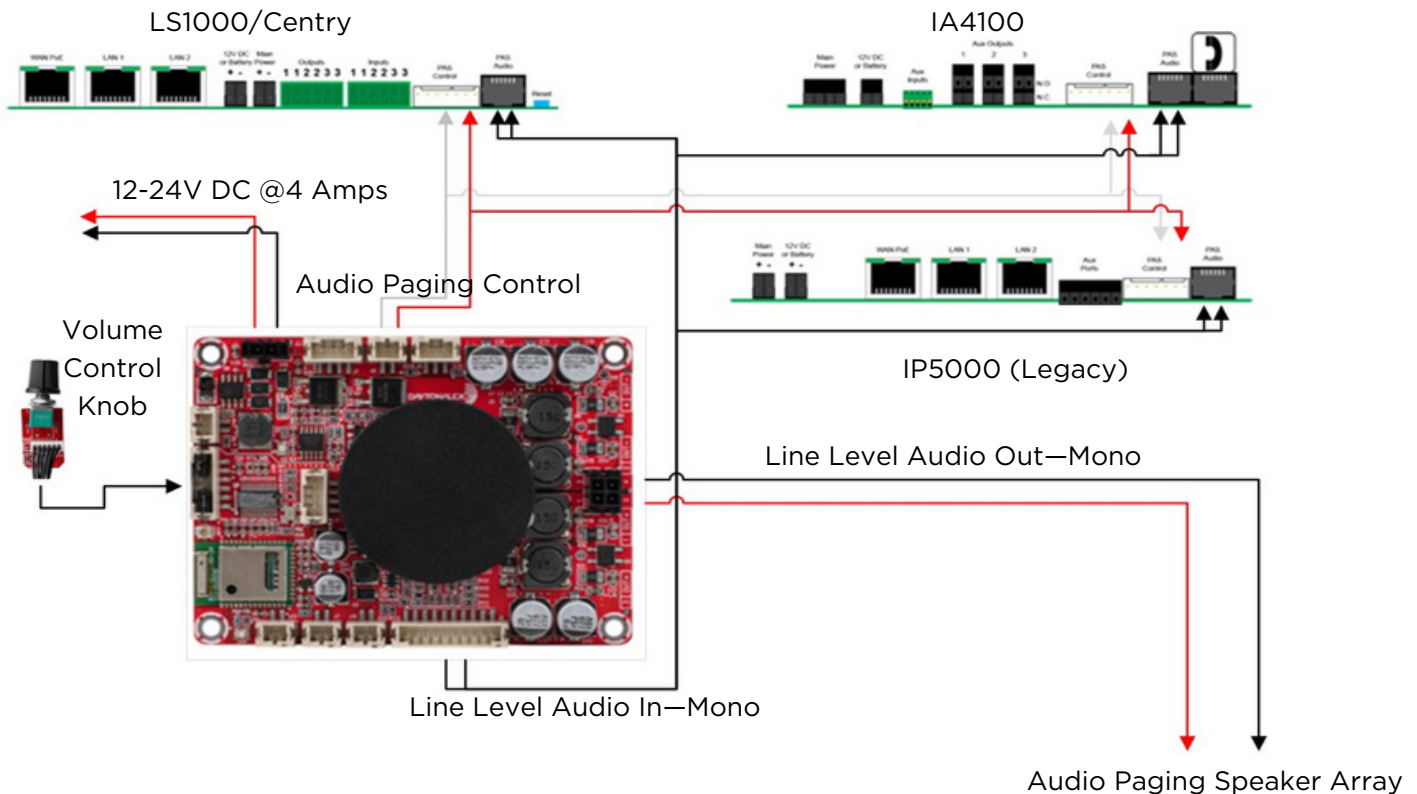 LS1000/Centry
IA4100
WAN PoE
LAN 1
LAN 2
12V DC
or Battery
+ -
Main
Power
+ -
Outputs
1 1 2 2 3 3
Inputs
1 1 2 2 3 3
PAS
Control
PAS
Audio
Reset
Main
Power
12V DC
or Battery
Aux
Inputs
Aux Outputs
1 2 3
N.O
N.C
PAS
Control
PAS
Audio
12-24V DC @4 Amps
Audio Paging Control
Main
Power
+ -
12V DC
or Battery
+ -
WAN PoE
LAN 1
LAN 2
Aux
Ports
PAS
Control
PAS
Audio
Volume
Control
Knob
IP5000 (Legacy)
150
150
150
Line Level Audio Out—Mono
Line Level Audio In—Mono
Audio Paging Speaker Array